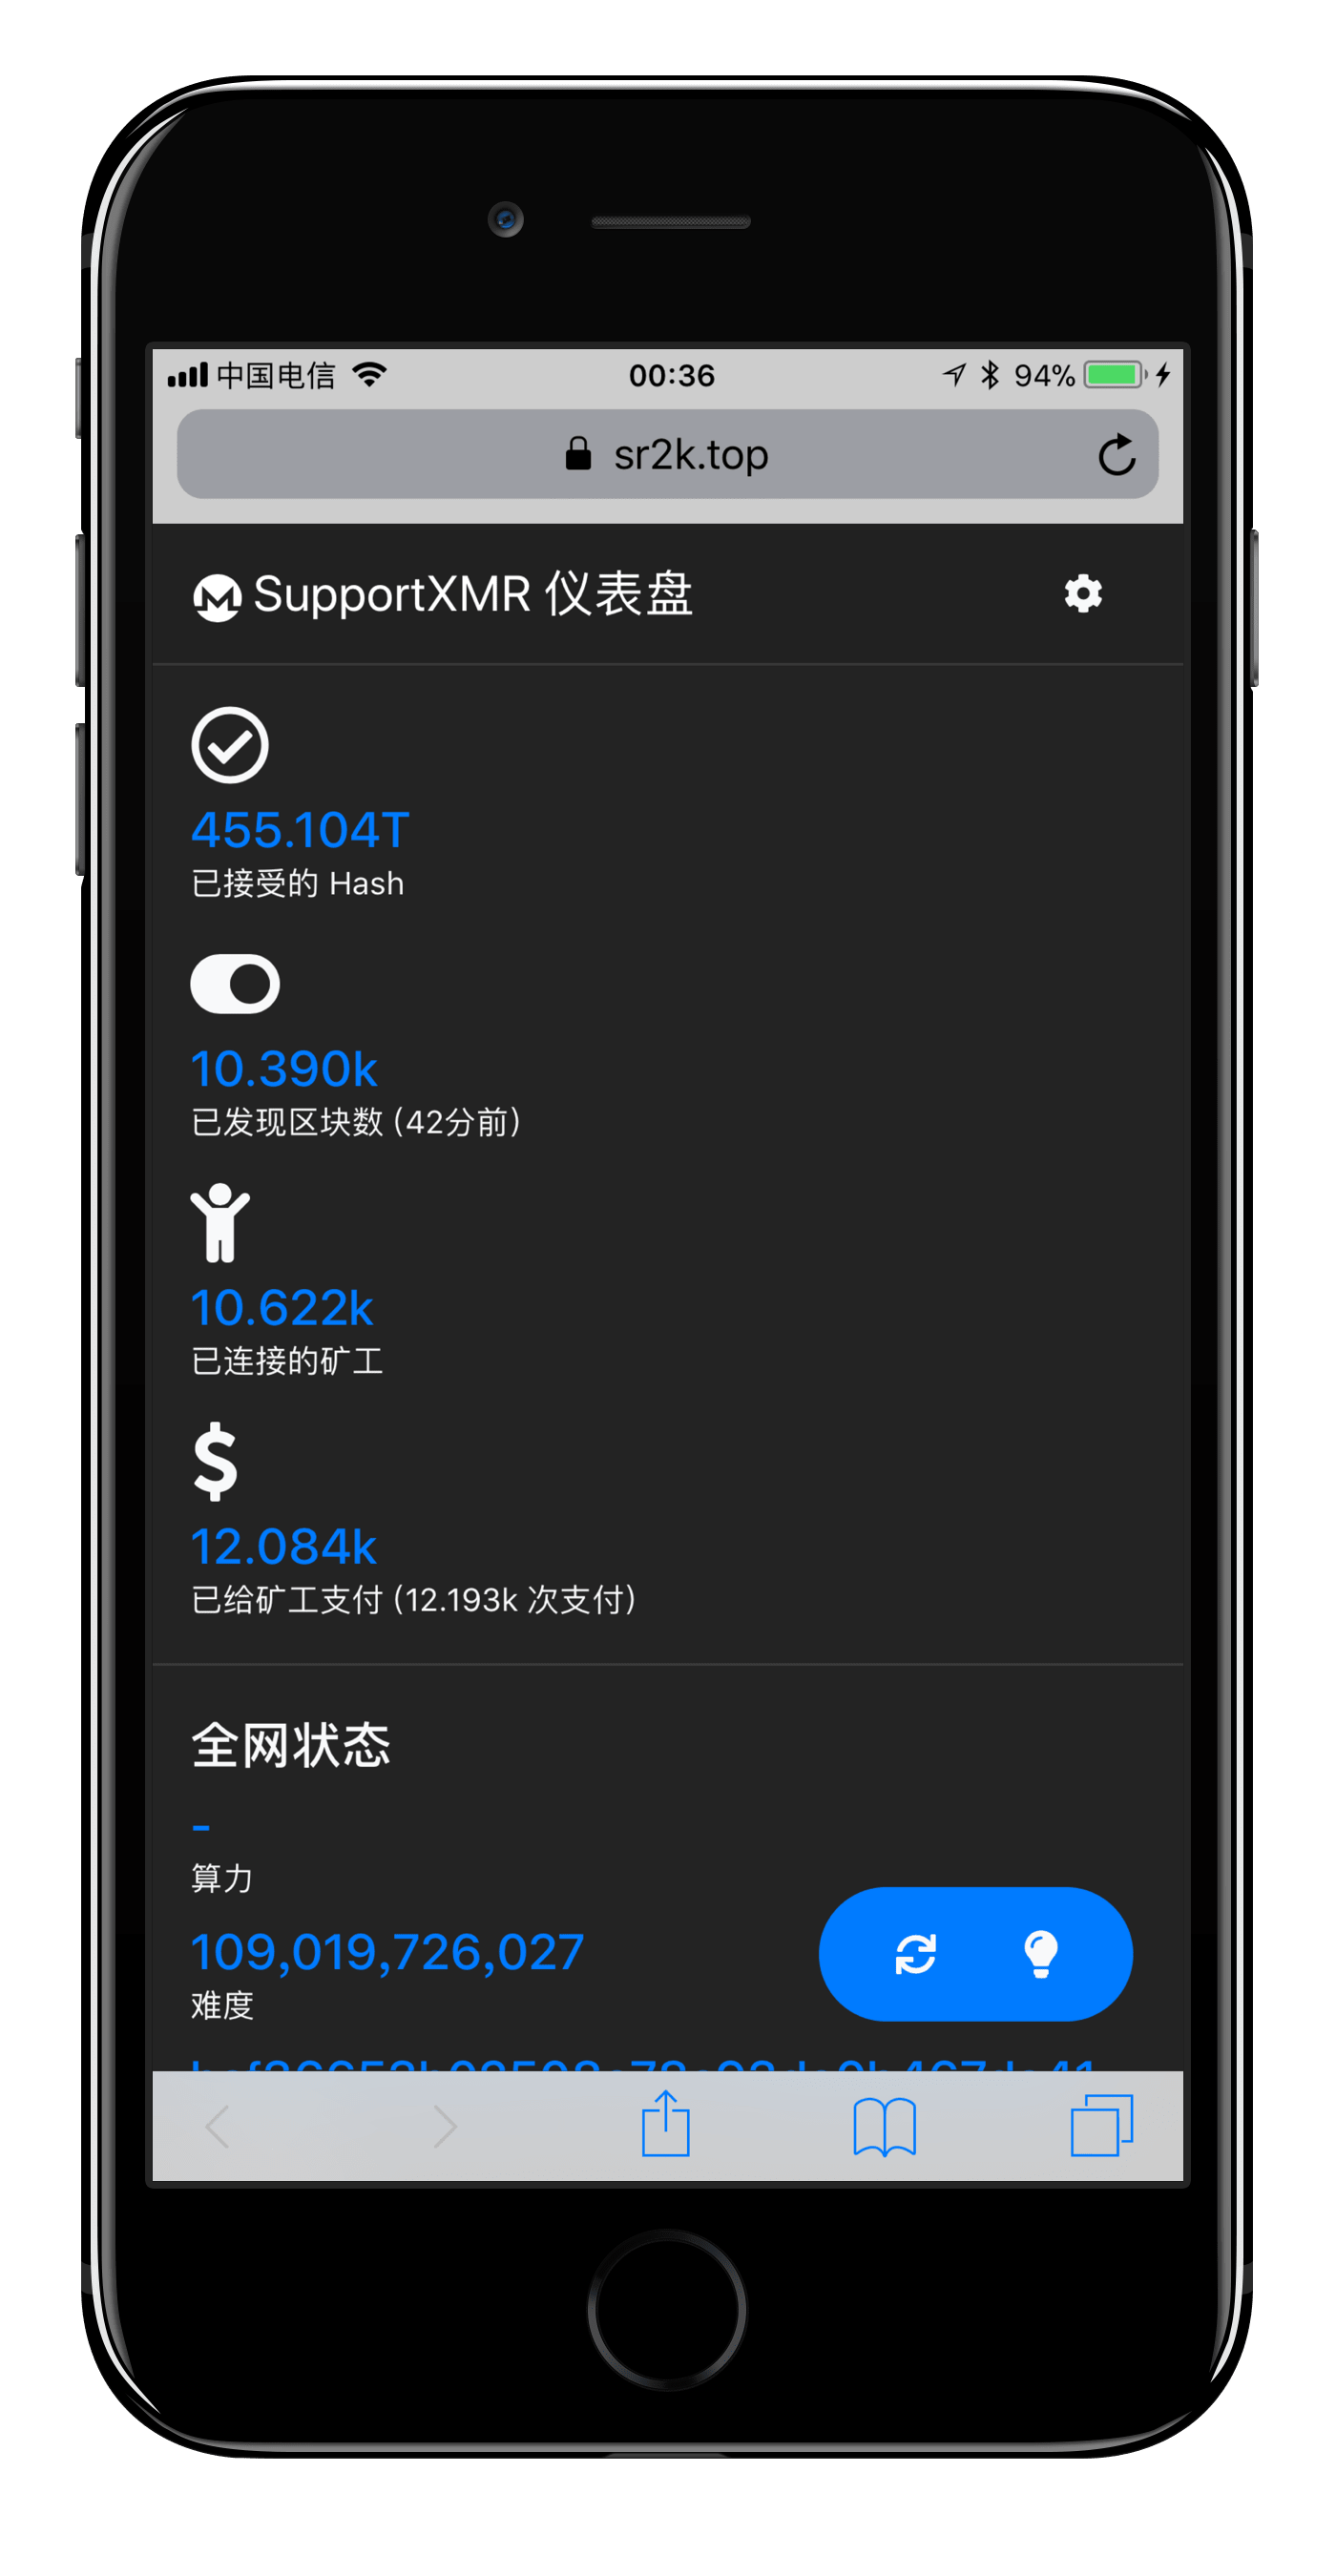 中国电信 00:36 94%
sr2k.top
SupportXMR 仪表盘
455.104T
已接受的 Hash
10.390k
已发现区块数 (42分前)
10.622k
已连接的矿工
12.084k
已给矿工支付 (12.193k 次支付)
全网状态
-
算力
109,019,726,027
难度